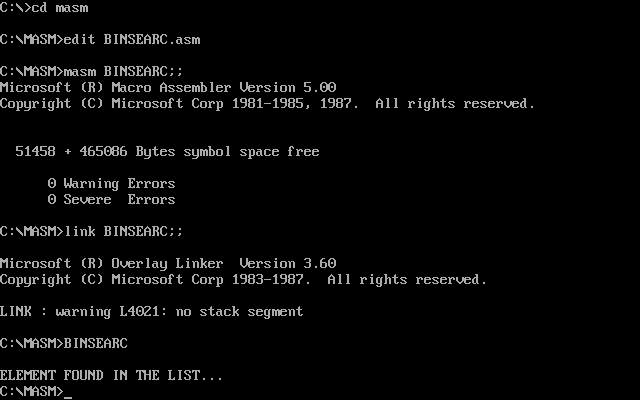 C:\>cd masm
C:\MASM>edit BINSEARC.asm
C:\MASM>masm BINSEARC;;
Microsoft (R) Macro Assembler Version 5.00
Copyright (C) Microsoft Corp 1981-1985, 1987.  All rights reserved.
51458 + 465086 Bytes symbol space free
0 Warning Errors
0 Severe  Errors
C:\MASM>link BINSEARC;;
Microsoft (R) Overlay Linker  Version 3.60
Copyright (C) Microsoft Corp 1983-1987.  All rights reserved.
LINK : warning L4021: no stack segment
C:\MASM>BINSEARC
ELEMENT FOUND IN THE LIST...
C:\MASM>_